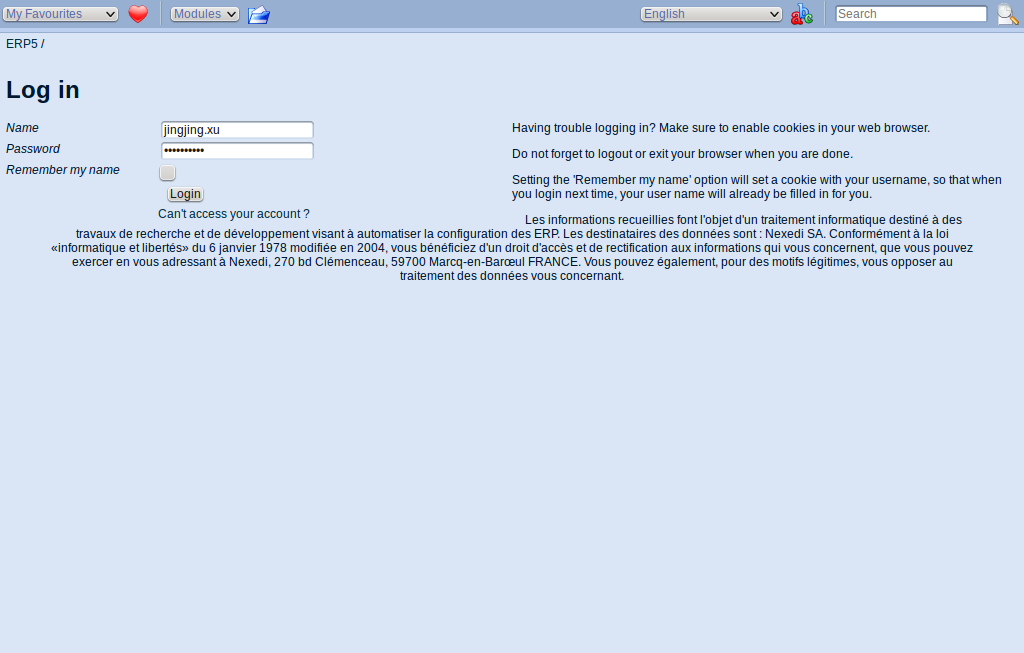 My Favourites Modules English abc Search
ERP5 /
Log in
Name jingjing.xu
Password ••••••••••
Remember my name
Login
Can't access your account ?
Having trouble logging in? Make sure to enable cookies in your web browser.
Do not forget to logout or exit your browser when you are done.
Setting the 'Remember my name' option will set a cookie with your username, so that when
you login next time, your user name will already be filled in for you.
Les informations recueillies font l'objet d'un traitement informatique destiné à des
travaux de recherche et de développement visant à automatiser la configuration des ERP. Les destinataires des données sont : Nexedi SA. Conformément à la loi
«informatique et libertés» du 6 janvier 1978 modifiée en 2004, vous bénéficiez d'un droit d'accès et de rectification aux informations qui vous concernent, que vous pouvez
exercer en vous adressant à Nexedi, 270 bd Clémenceau, 59700 Marcq-en-Barœul FRANCE. Vous pouvez également, pour des motifs légitimes, vous opposer au
traitement des données vous concernant.